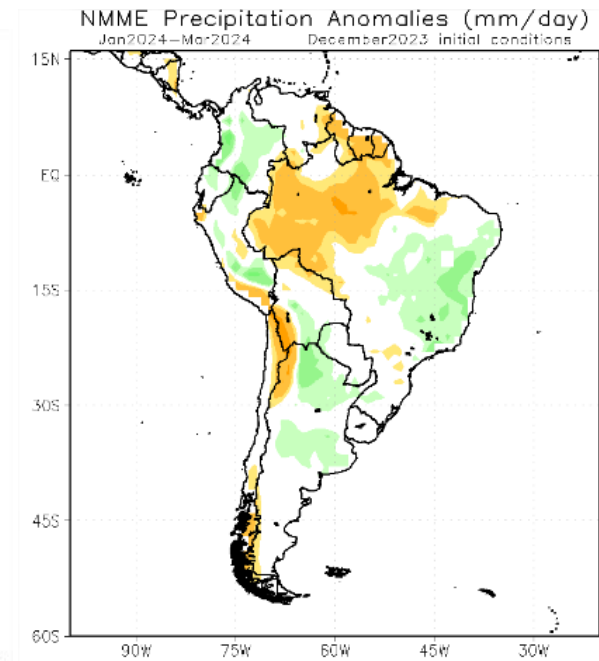 NMME Precipitation Anomalies (mm/day)
Jan2024—Mar2024 December2023 initial conditions
15N
EQ
15S
30S
45S
60S
90W 75W 60W 45W 30W